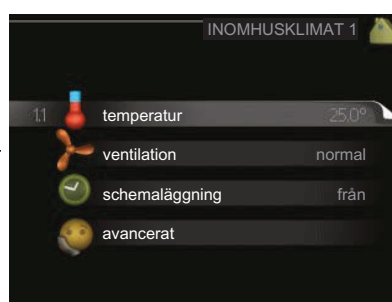 INOMHUSKLIMAT 1
1.1 temperatur 25.0°
ventilation normal
schemaläggning från
avancerat